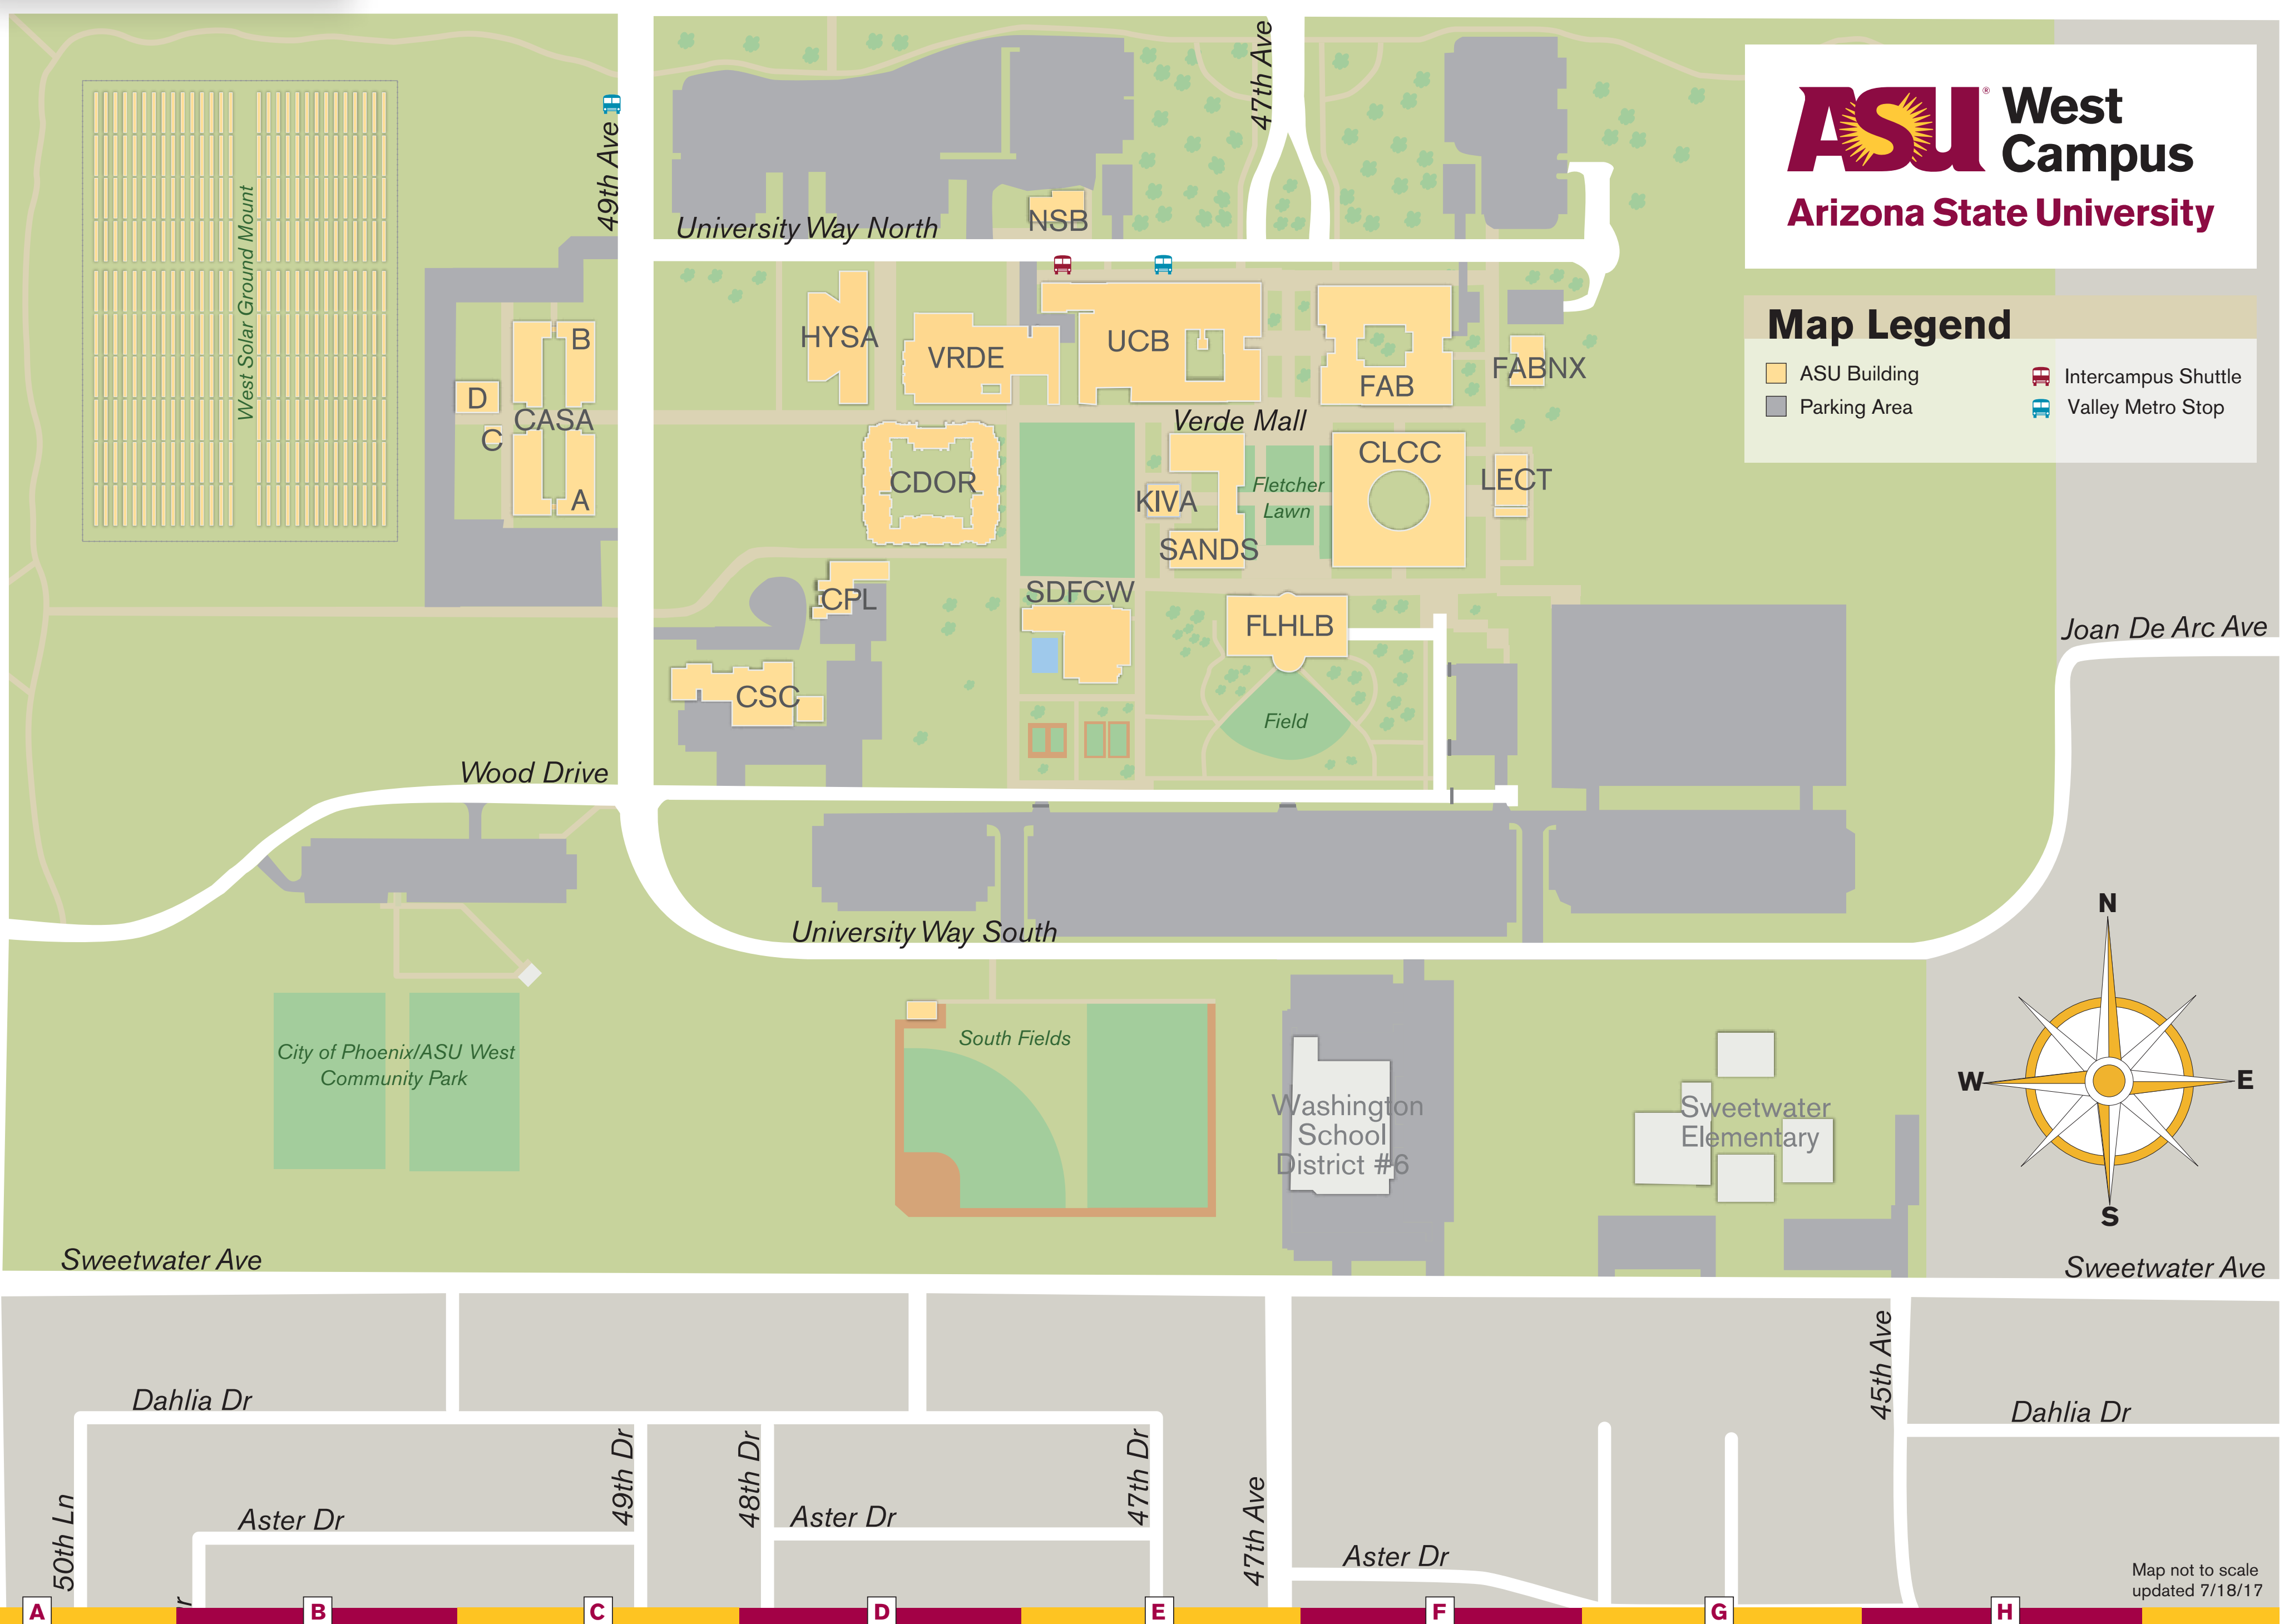 47th Ave
49th Ave
ASU® West
Campus
Arizona State University
West Solar Ground Mount
University Way North
NSB
Map Legend
ASU Building
Parking Area
Intercampus Shuttle
Valley Metro Stop
HYSA
VRDE
UCB
FAB
FABNX
B
D
CASA
C
A
Verde Mall
CDOR
KIVA
SANDS
Fletcher
Lawn
CLCC
LECT
CPL
SDFCW
FLHLB
Joan De Arc Ave
CSC
Field
Wood Drive
University Way South
N
W
E
S
City of Phoenix/ASU West
Community Park
South Fields
Washington
School
District #6
Sweetwater
Elementary
Sweetwater Ave
Sweetwater Ave
Dahlia Dr
45th Ave
Dahlia Dr
50th Ln
Aster Dr
49th Dr
48th Dr
Aster Dr
47th Dr
47th Ave
Aster Dr
Map not to scale
updated 7/18/17
r
A
B
C
D
E
F
G
H